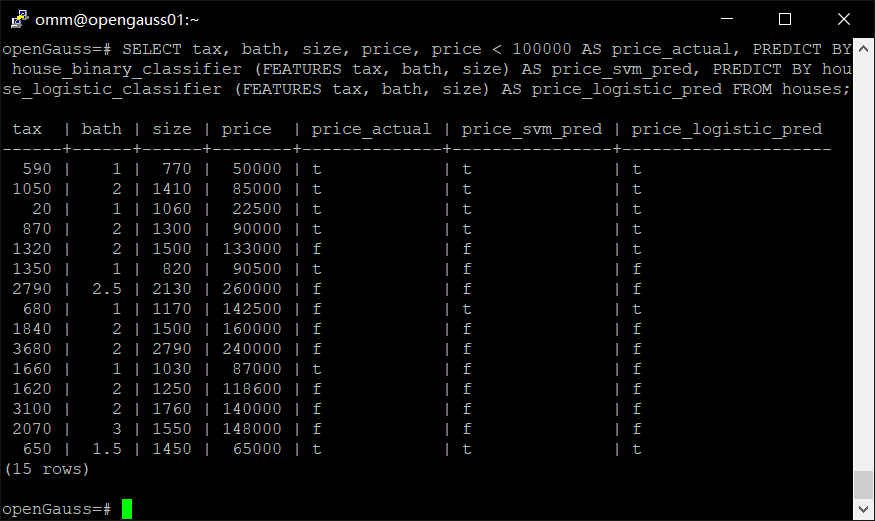 omm@opengauss01:~
openGauss=# SELECT tax, bath, size, price, price < 100000 AS price_actual, PREDICT BY
 house_binary_classifier (FEATURES tax, bath, size) AS price_svm_pred, PREDICT BY hou
se_logistic_classifier (FEATURES tax, bath, size) AS price_logistic_pred FROM houses;
 tax  | bath | size | price  | price_actual | price_svm_pred | price_logistic_pred
------+------+------+--------+--------------+----------------+---------------------
  590 |    1 |  770 |  50000 | t            | t              | t
 1050 |    2 | 1410 |  85000 | t            | t              | t
   20 |    1 | 1060 |  22500 | t            | t              | t
  870 |    2 | 1300 |  90000 | t            | t              | t
 1320 |    2 | 1500 | 133000 | f            | f              | f
 1350 |    1 |  820 |  90500 | t            | f              | f
 2790 |  2.5 | 2130 | 260000 | f            | f              | f
  680 |    1 | 1170 | 142500 | f            | t              | t
 1840 |    2 | 1500 | 160000 | f            | f              | f
 3680 |    2 | 2790 | 240000 | f            | f              | f
 1660 |    1 | 1030 |  87000 | t            | f              | f
 1620 |    2 | 1250 | 118600 | f            | f              | f
 3100 |    2 | 1760 | 140000 | f            | f              | f
 2070 |    3 | 1550 | 148000 | f            | f              | f
  650 |  1.5 | 1450 |  65000 | t            | t              | t
(15 rows)
openGauss=#